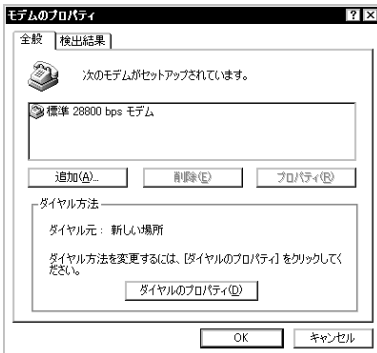 モデムのプロパティ
全般 検出結果
次のモデムがセットアップされています。
標準 28800 bps モデム
追加(A)... 削除(E) プロパティ(R)
ダイヤル方法
ダイヤル元： 新しい場所
ダイヤル方法を変更するには、[ダイヤルのプロパティ] をクリックしてく
ださい。
ダイヤルのプロパティ(D)
OK キャンセル